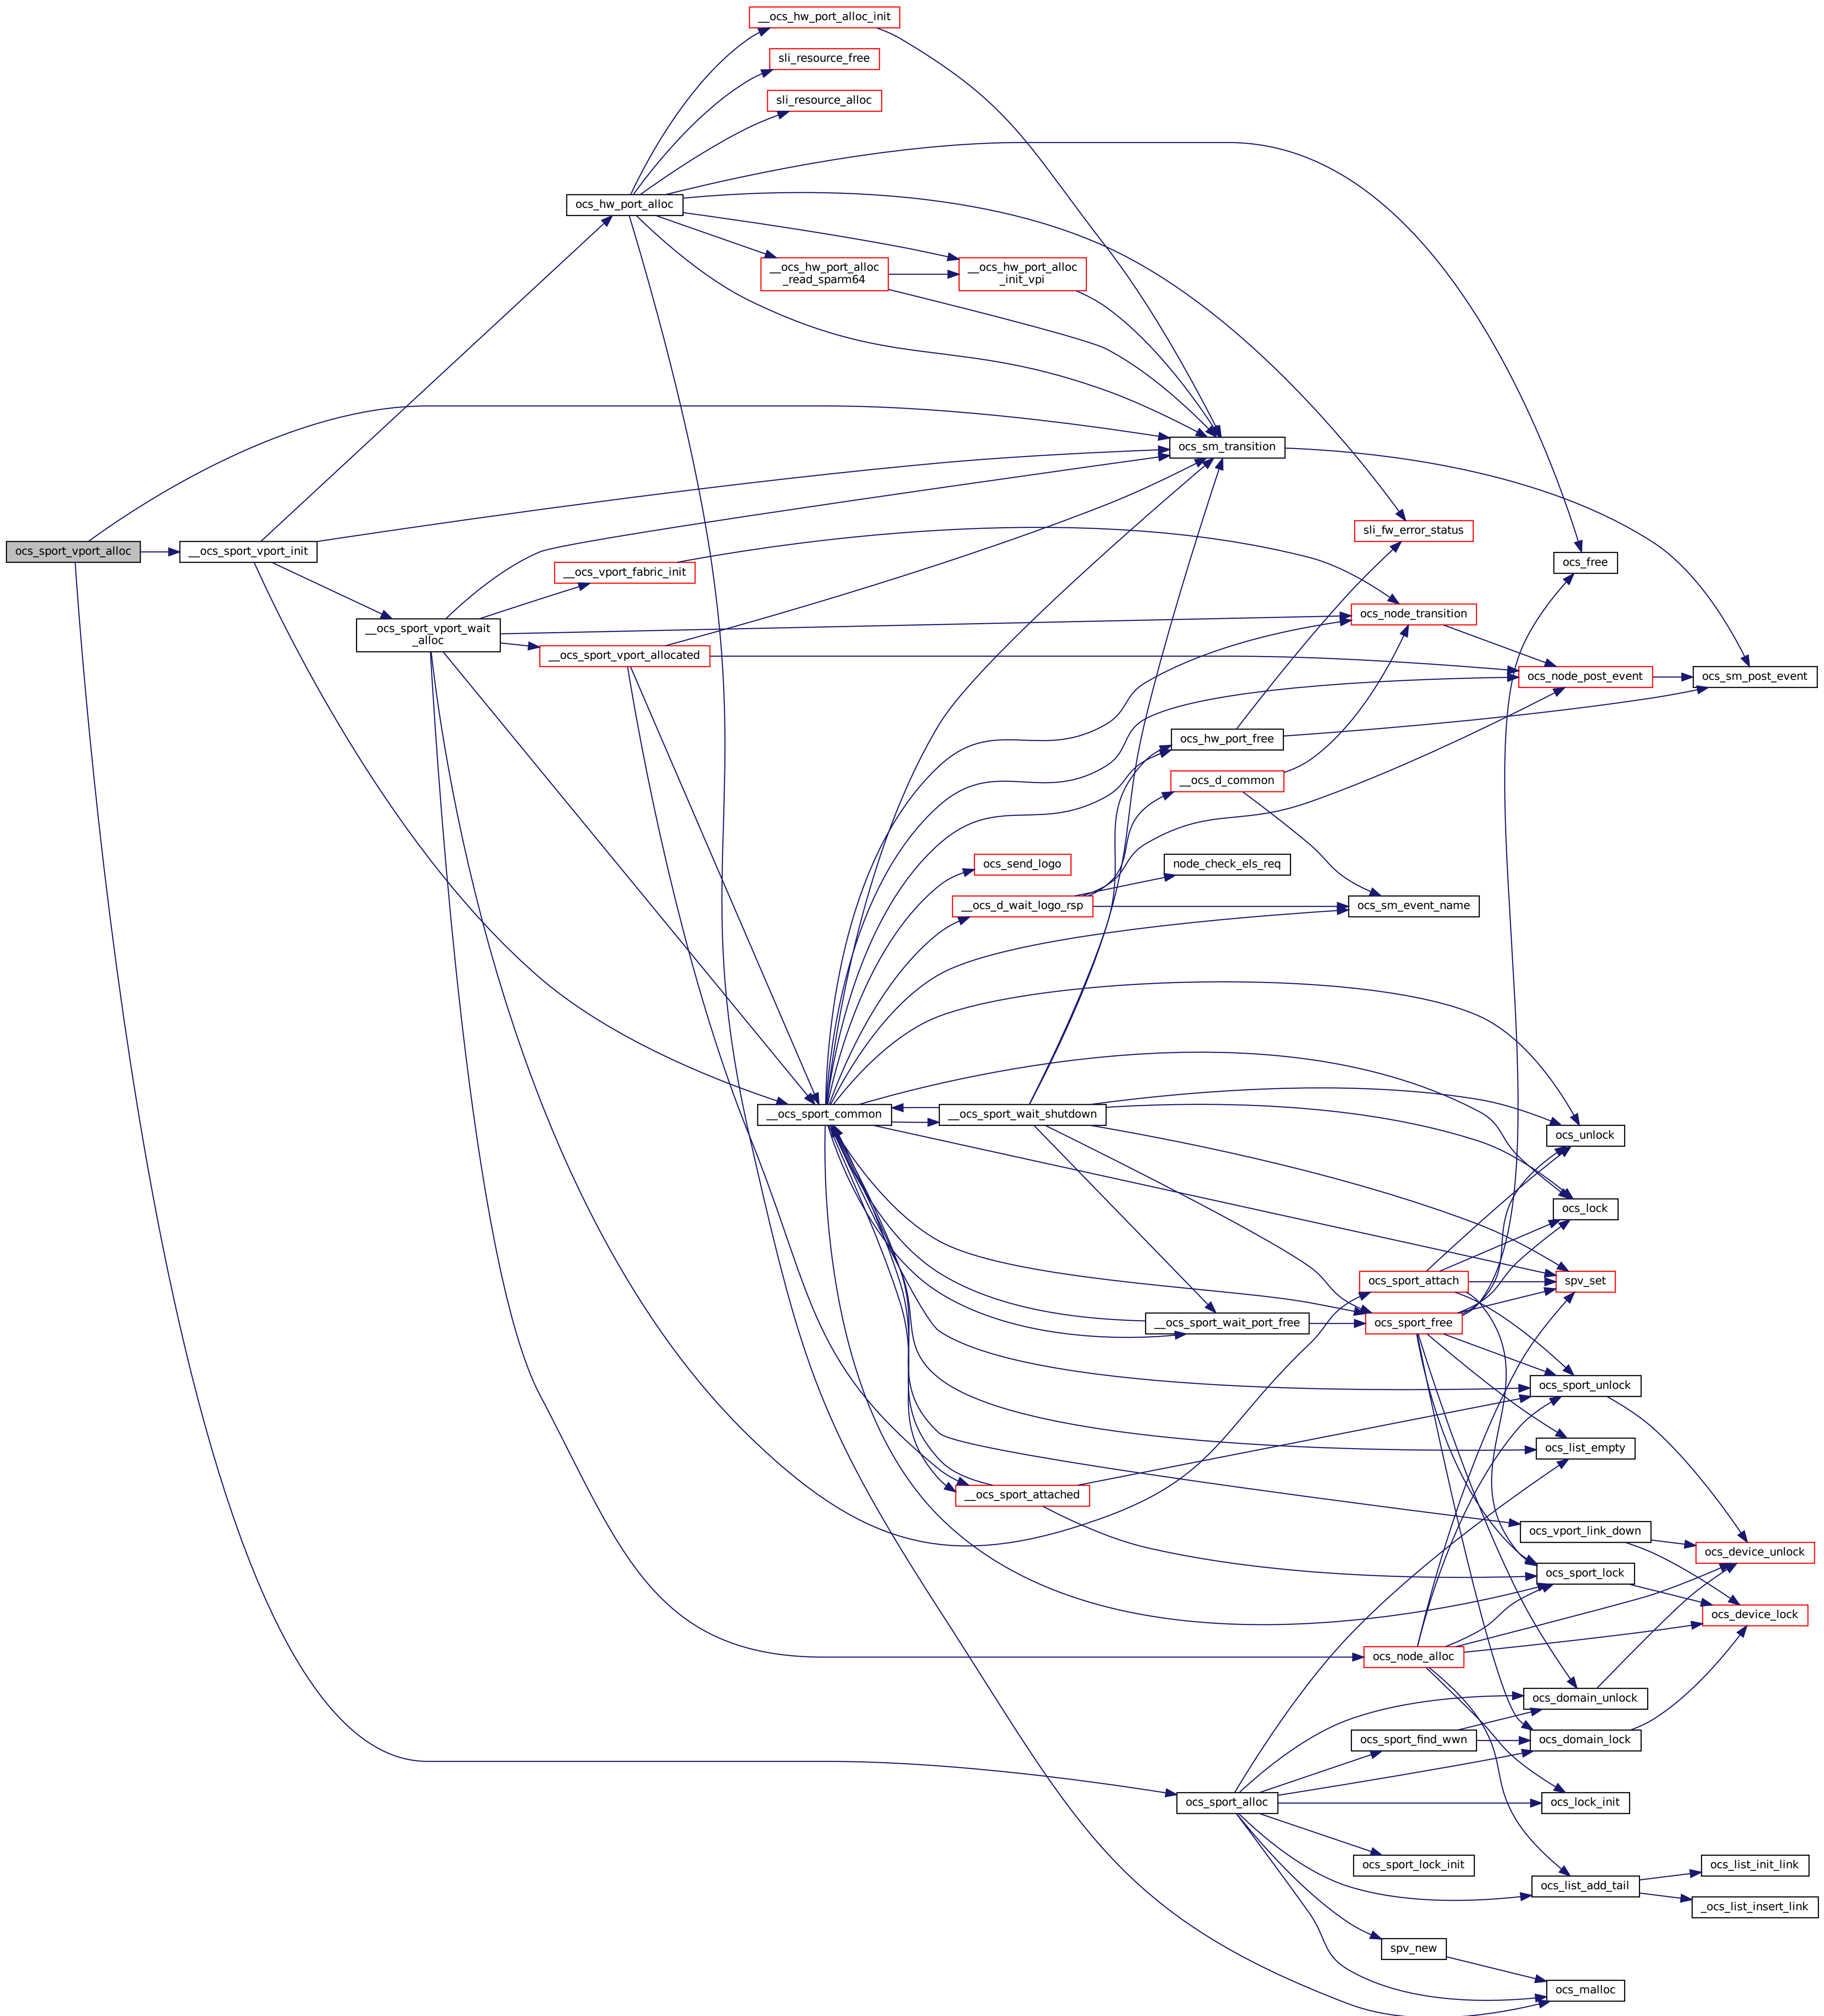 __ocs_hw_port_alloc_init
sli_resource_free
sli_resource_alloc
ocs_hw_port_alloc
__ocs_hw_port_alloc
_read_sparm64
__ocs_hw_port_alloc
_init_vpi
ocs_sm_transition
sli_fw_error_status
ocs_sport_vport_alloc
__ocs_sport_vport_init
ocs_free
__ocs_vport_fabric_init
ocs_node_transition
__ocs_sport_vport_wait
_alloc
__ocs_sport_vport_allocated
ocs_node_post_event
ocs_sm_post_event
ocs_hw_port_free
__ocs_d_common
ocs_send_logo
node_check_els_req
__ocs_d_wait_logo_rsp
ocs_sm_event_name
__ocs_sport_common
__ocs_sport_wait_shutdown
ocs_unlock
ocs_lock
ocs_sport_attach
spv_set
__ocs_sport_wait_port_free
ocs_sport_free
ocs_sport_unlock
ocs_list_empty
__ocs_sport_attached
ocs_vport_link_down
ocs_device_unlock
ocs_sport_lock
ocs_device_lock
ocs_node_alloc
ocs_domain_unlock
ocs_sport_find_wwn
ocs_domain_lock
ocs_sport_alloc
ocs_lock_init
ocs_sport_lock_init
ocs_list_init_link
ocs_list_add_tail
_ocs_list_insert_link
spv_new
ocs_malloc